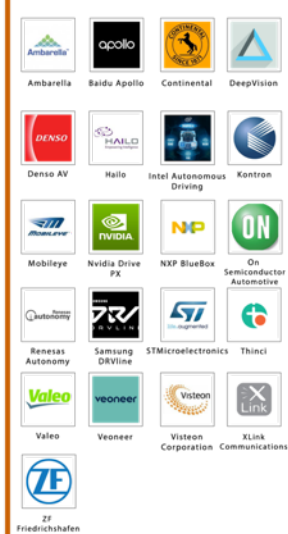 Ambarella
apollo
CONTINENTAL
SINCE 1871
Ambarella
Baidu Apollo
Continental
DeepVision
DENSO
HAILO
Denso AV
Hailo
Intel Autonomous
Driving
Kontron
MOBILEYE
NVIDIA
NXP
ON
Mobileye
Nvidia Drive
PX
NXP BlueBox
On
Semiconductor
Automotive
Renesas
autonomy
DRV
DRVLINE
ST
life.augmented
Renesas
Autonomy
Samsung
DRVline
STMicroelectronics
Thinci
Valeo
veoneer
Visteon
X
Link
Valeo
Veoneer
Visteon
Corporation
XLink
Communications
ZF
ZF
Friedrichshafen